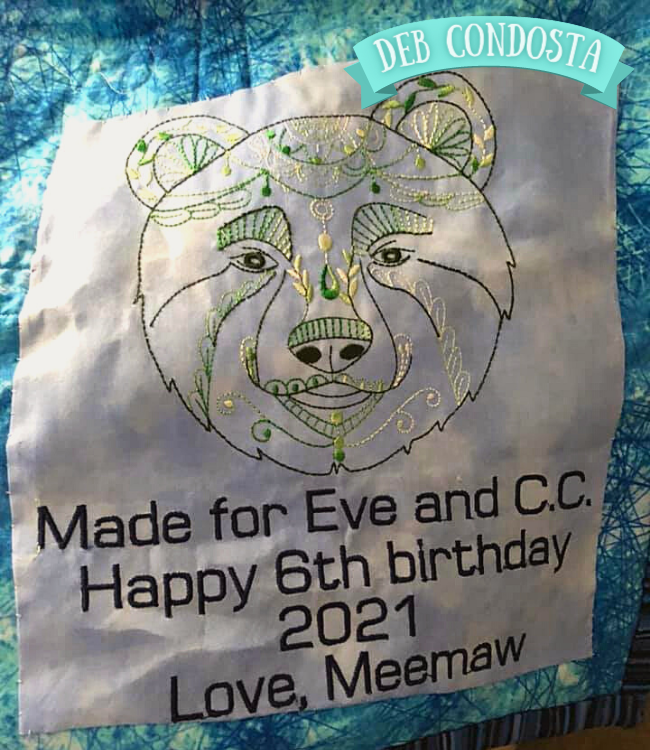 DEB CONDOSTA
Made for Eve and C.C.
Happy 6th birthday
2021
Love, Meemaw